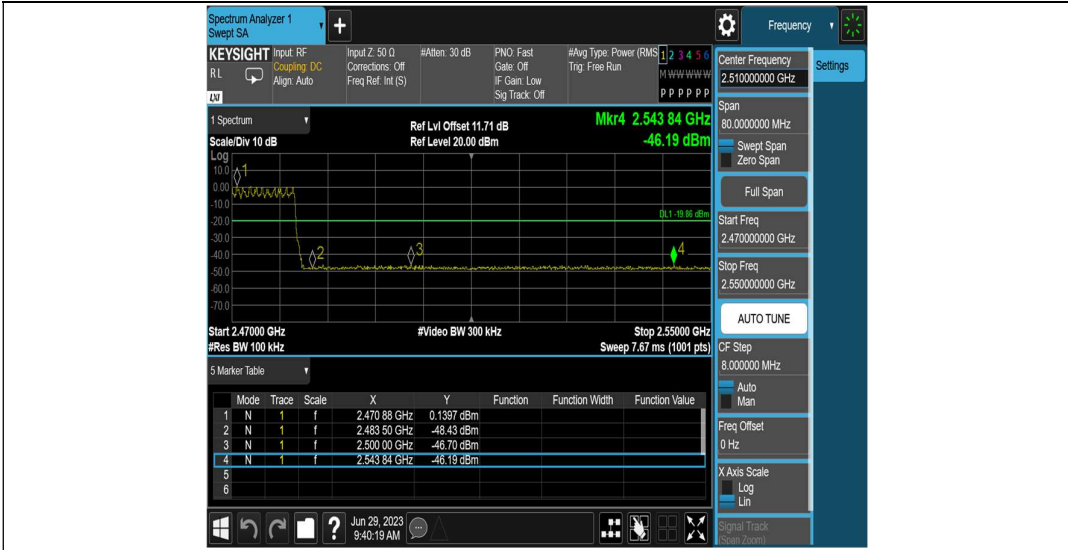 Spectrum Analyzer 1
Swept SA
Frequency
KEYSIGHT
RL
LXI
Input: RF
Coupling: DC
Align: Auto
Input Z: 50 Ω
Corrections: Off
Freq Ref: Int (S)
#Atten: 30 dB
PNO: Fast
Gate: Off
IF Gain: Low
Sig Track: Off
#Avg Type: Power (RMS
Trig: Free Run
1 2 3 4 5 6
M W W W W W
P P P P P P
1 Spectrum
Scale/Div 10 dB
Ref Lvl Offset 11.71 dB
Ref Level 20.00 dBm
Mkr4 2.543 84 GHz
-46.19 dBm
Log
10.0
0.00
-10.0
-20.0
-30.0
-40.0
-50.0
-60.0
-70.0
1
2
3
4
DL1 -19.86 dBm
Start 2.47000 GHz
#Res BW 100 kHz
#Video BW 300 kHz
Stop 2.55000 GHz
Sweep 7.67 ms (1001 pts)
5 Marker Table
Mode Trace Scale X Y Function Function Width Function Value
1 N 1 f 2.470 88 GHz 0.1397 dBm
2 N 1 f 2.483 50 GHz -48.43 dBm
3 N 1 f 2.500 00 GHz -46.70 dBm
4 N 1 f 2.543 84 GHz -46.19 dBm
5
6
?
Jun 29, 2023
9:40:19 AM
Center Frequency
2.510000000 GHz
Settings
Span
80.0000000 MHz
Swept Span
Zero Span
Full Span
Start Freq
2.470000000 GHz
Stop Freq
2.550000000 GHz
AUTO TUNE
CF Step
8.000000 MHz
Auto
Man
Freq Offset
0 Hz
X Axis Scale
Log
Lin
Signal Track
(Span Zoom)